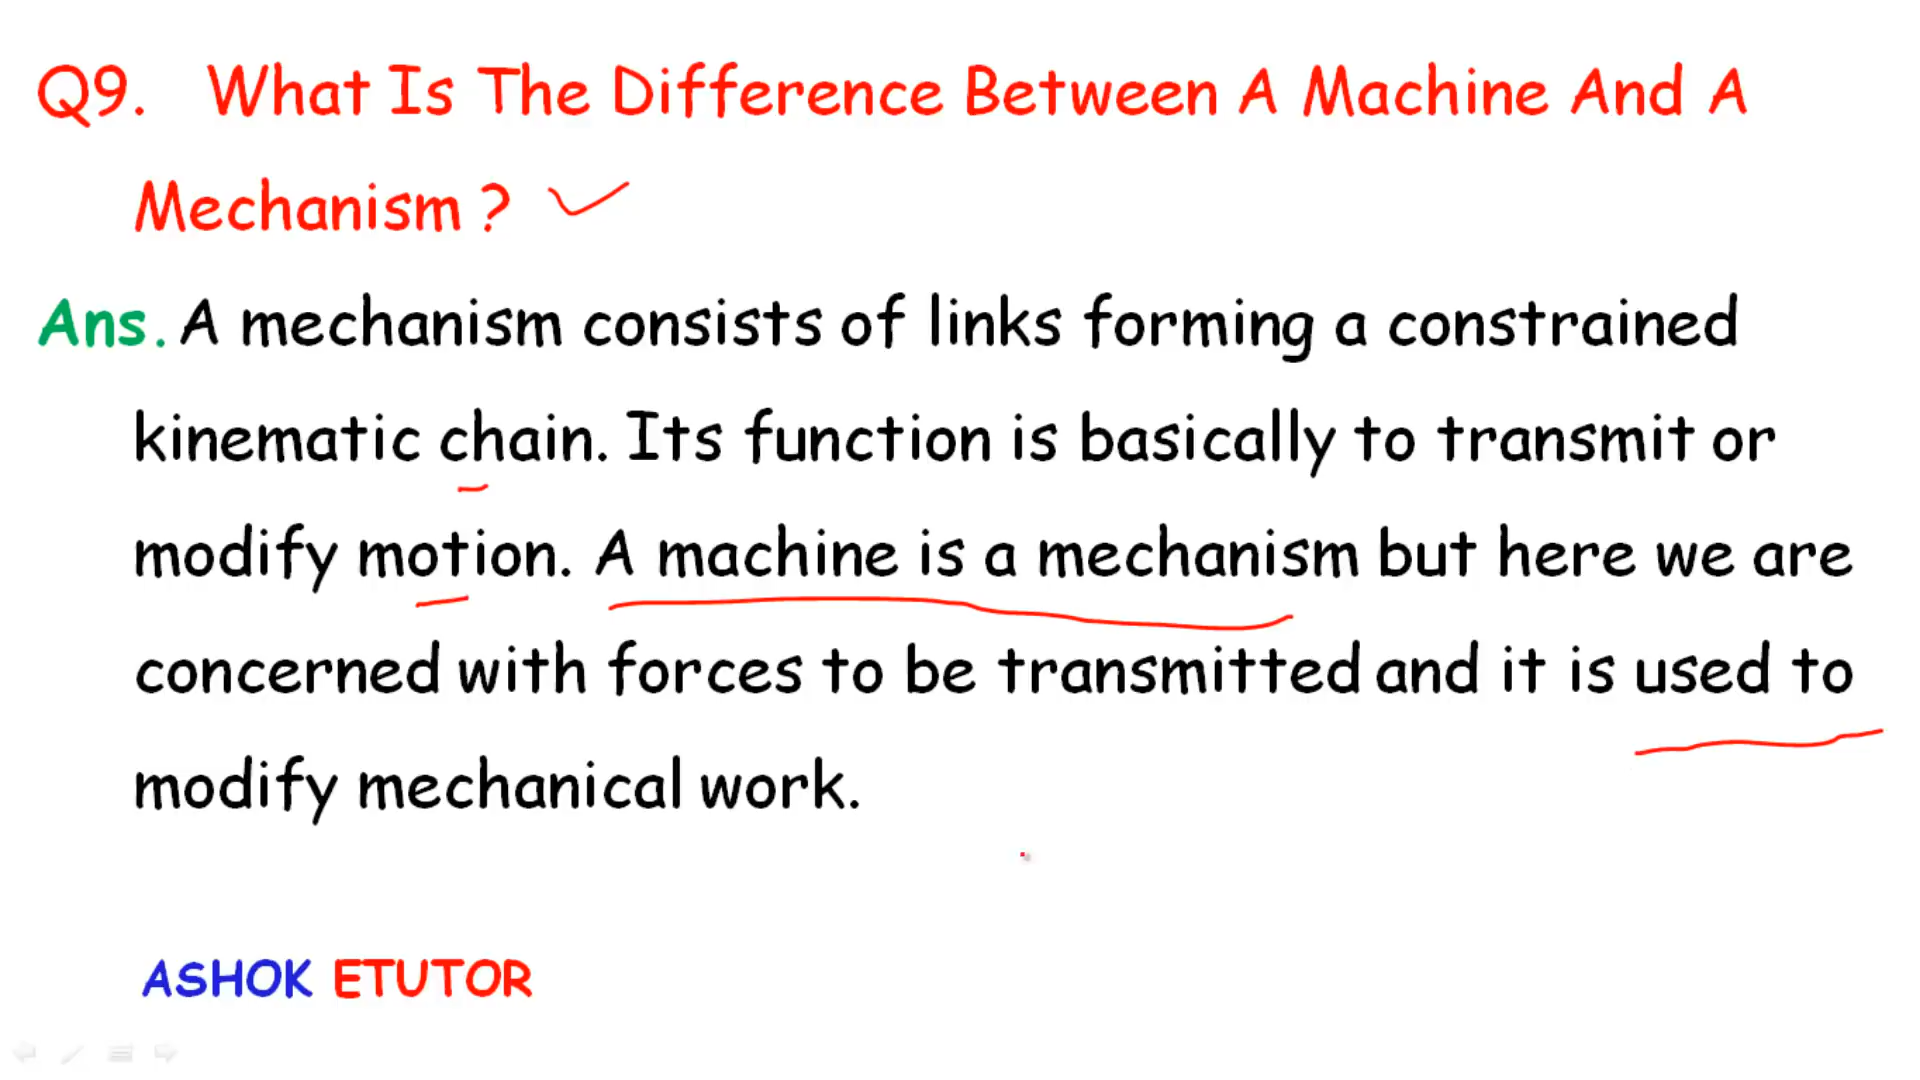 Q9. What Is The Difference Between A Machine And A
Mechanism ?
Ans. A mechanism consists of links forming a constrained
kinematic chain. Its function is basically to transmit or
modify motion. A machine is a mechanism but here we are
concerned with forces to be transmitted and it is used to
modify mechanical work.
ASHOK ETUTOR